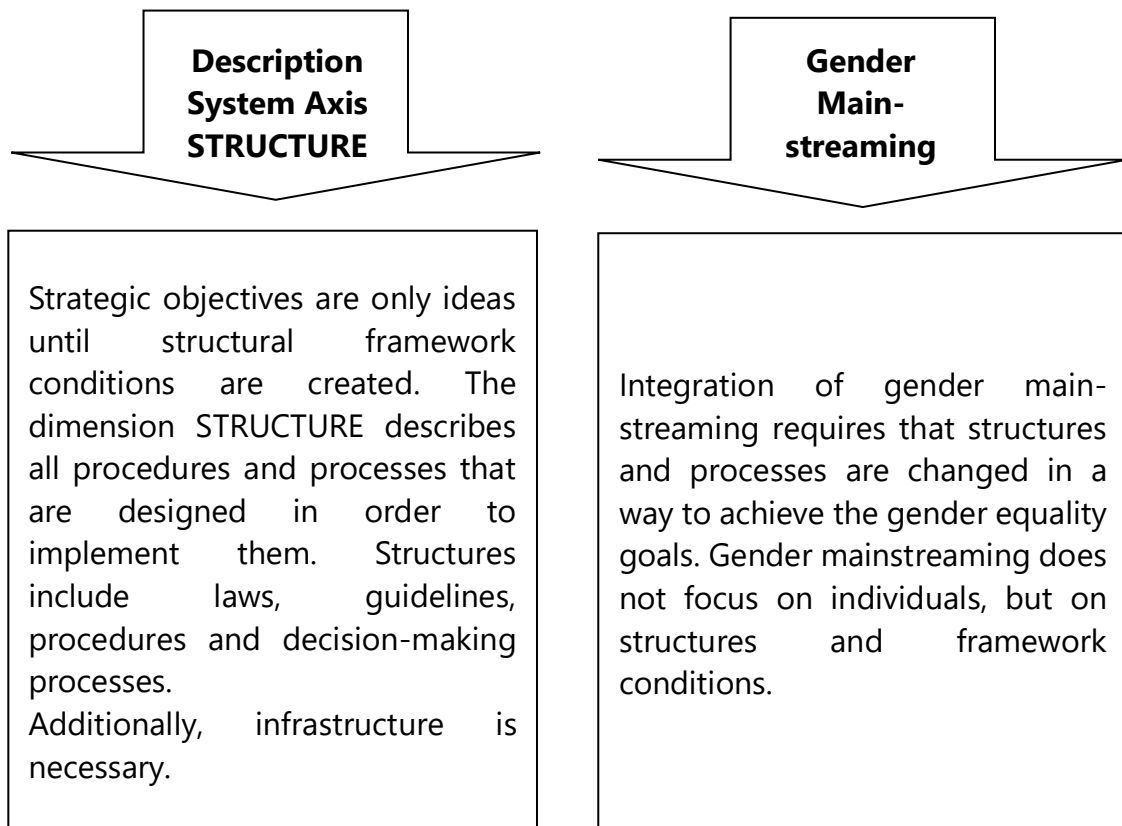 Description
System Axis
STRUCTURE
Strategic objectives are only ideas
until structural framework
conditions are created. The
dimension STRUCTURE describes
all procedures and processes that
are designed in order to
implement them. Structures
include laws, guidelines,
procedures and decision-making
processes.
Additionally, infrastructure is
necessary.
Gender
Main-
streaming
Integration of gender main-
streaming requires that structures
and processes are changed in a
way to achieve the gender equality
goals. Gender mainstreaming does
not focus on individuals, but on
structures and framework
conditions.